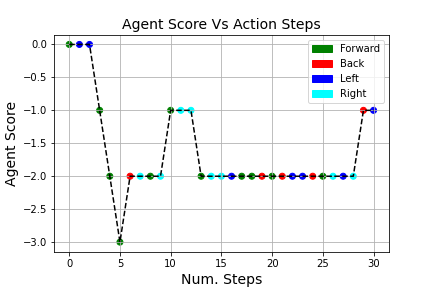 Agent Score Vs Action Steps
Agent Score
0.0
−0.5
−1.0
−1.5
−2.0
−2.5
−3.0
Forward
Back
Left
Right
0 5 10 15 20 25 30
Num. Steps